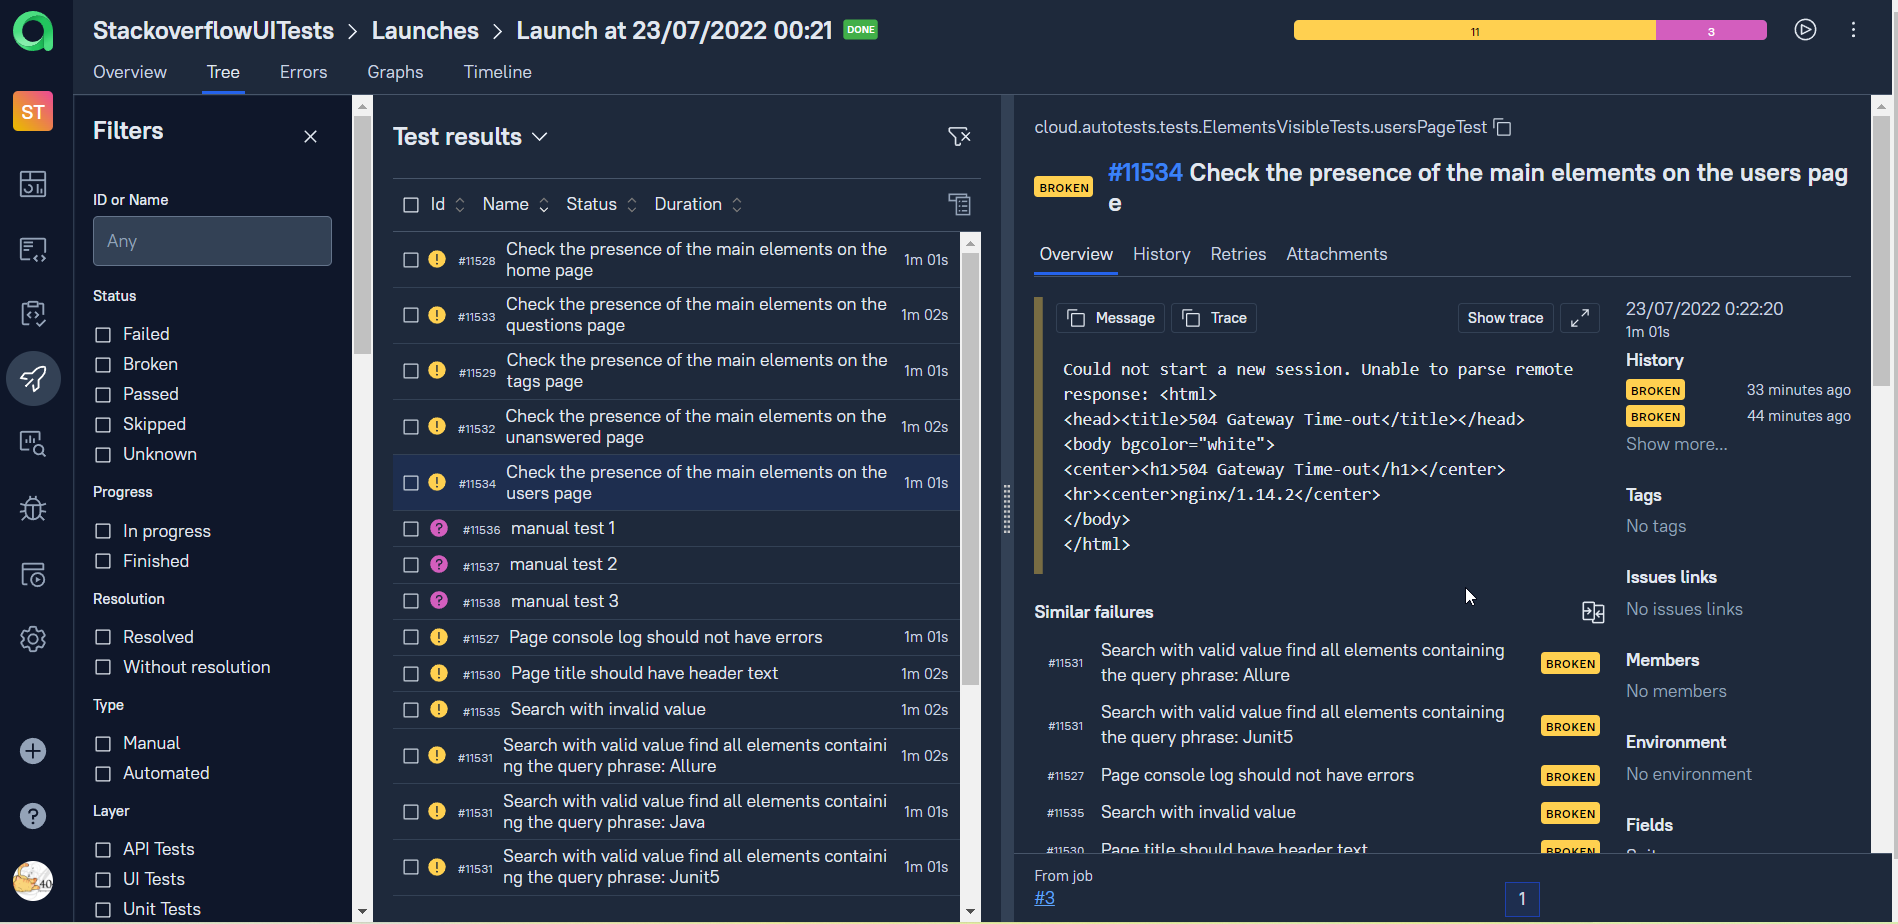 StackoverflowUITests > Launches > Launch at 23/07/2022 00:21 DONE
11
3
Overview Tree Errors Graphs Timeline
ST
Filters
ID or Name
Any
Status
Failed
Broken
Passed
Skipped
Unknown
Progress
In progress
Finished
Resolution
Resolved
Without resolution
Type
Manual
Automated
Layer
API Tests
UI Tests
Unit Tests
Test results
Id Name Status Duration
#11528 Check the presence of the main elements on the
home page 1m 01s
#11533 Check the presence of the main elements on the
questions page 1m 02s
#11529 Check the presence of the main elements on the
tags page 1m 01s
#11532 Check the presence of the main elements on the
unanswered page 1m 02s
#11534 Check the presence of the main elements on the
users page 1m 01s
#11536 manual test 1
#11537 manual test 2
#11538 manual test 3
#11527 Page console log should not have errors 1m 01s
#11530 Page title should have header text 1m 02s
#11535 Search with invalid value 1m 02s
#11531 Search with valid value find all elements containi
ng the query phrase: Allure 1m 02s
#11531 Search with valid value find all elements containi
ng the query phrase: Java 1m 01s
#11531 Search with valid value find all elements containi
ng the query phrase: Junit5 1m 01s
cloud.autotests.tests.ElementsVisibleTests.usersPageTest
BROKEN #11534 Check the presence of the main elements on the users pag
e
Overview History Retries Attachments
Message Trace Show trace
Could not start a new session. Unable to parse remote
response: <html>
<head><title>504 Gateway Time-out</title></head>
<body bgcolor="white">
<center><h1>504 Gateway Time-out</h1></center>
<hr><center>nginx/1.14.2</center>
</body>
</html>
Similar failures
#11531 Search with valid value find all elements containing
the query phrase: Allure BROKEN
#11531 Search with valid value find all elements containing
the query phrase: Junit5 BROKEN
#11527 Page console log should not have errors BROKEN
#11535 Search with invalid value BROKEN
#11530 Page title should have header text BROKEN
23/07/2022 0:22:20
1m 01s
History
BROKEN 33 minutes ago
BROKEN 44 minutes ago
Show more...
Tags
No tags
Issues links
No issues links
Members
No members
Environment
No environment
Fields
From job
#3
1